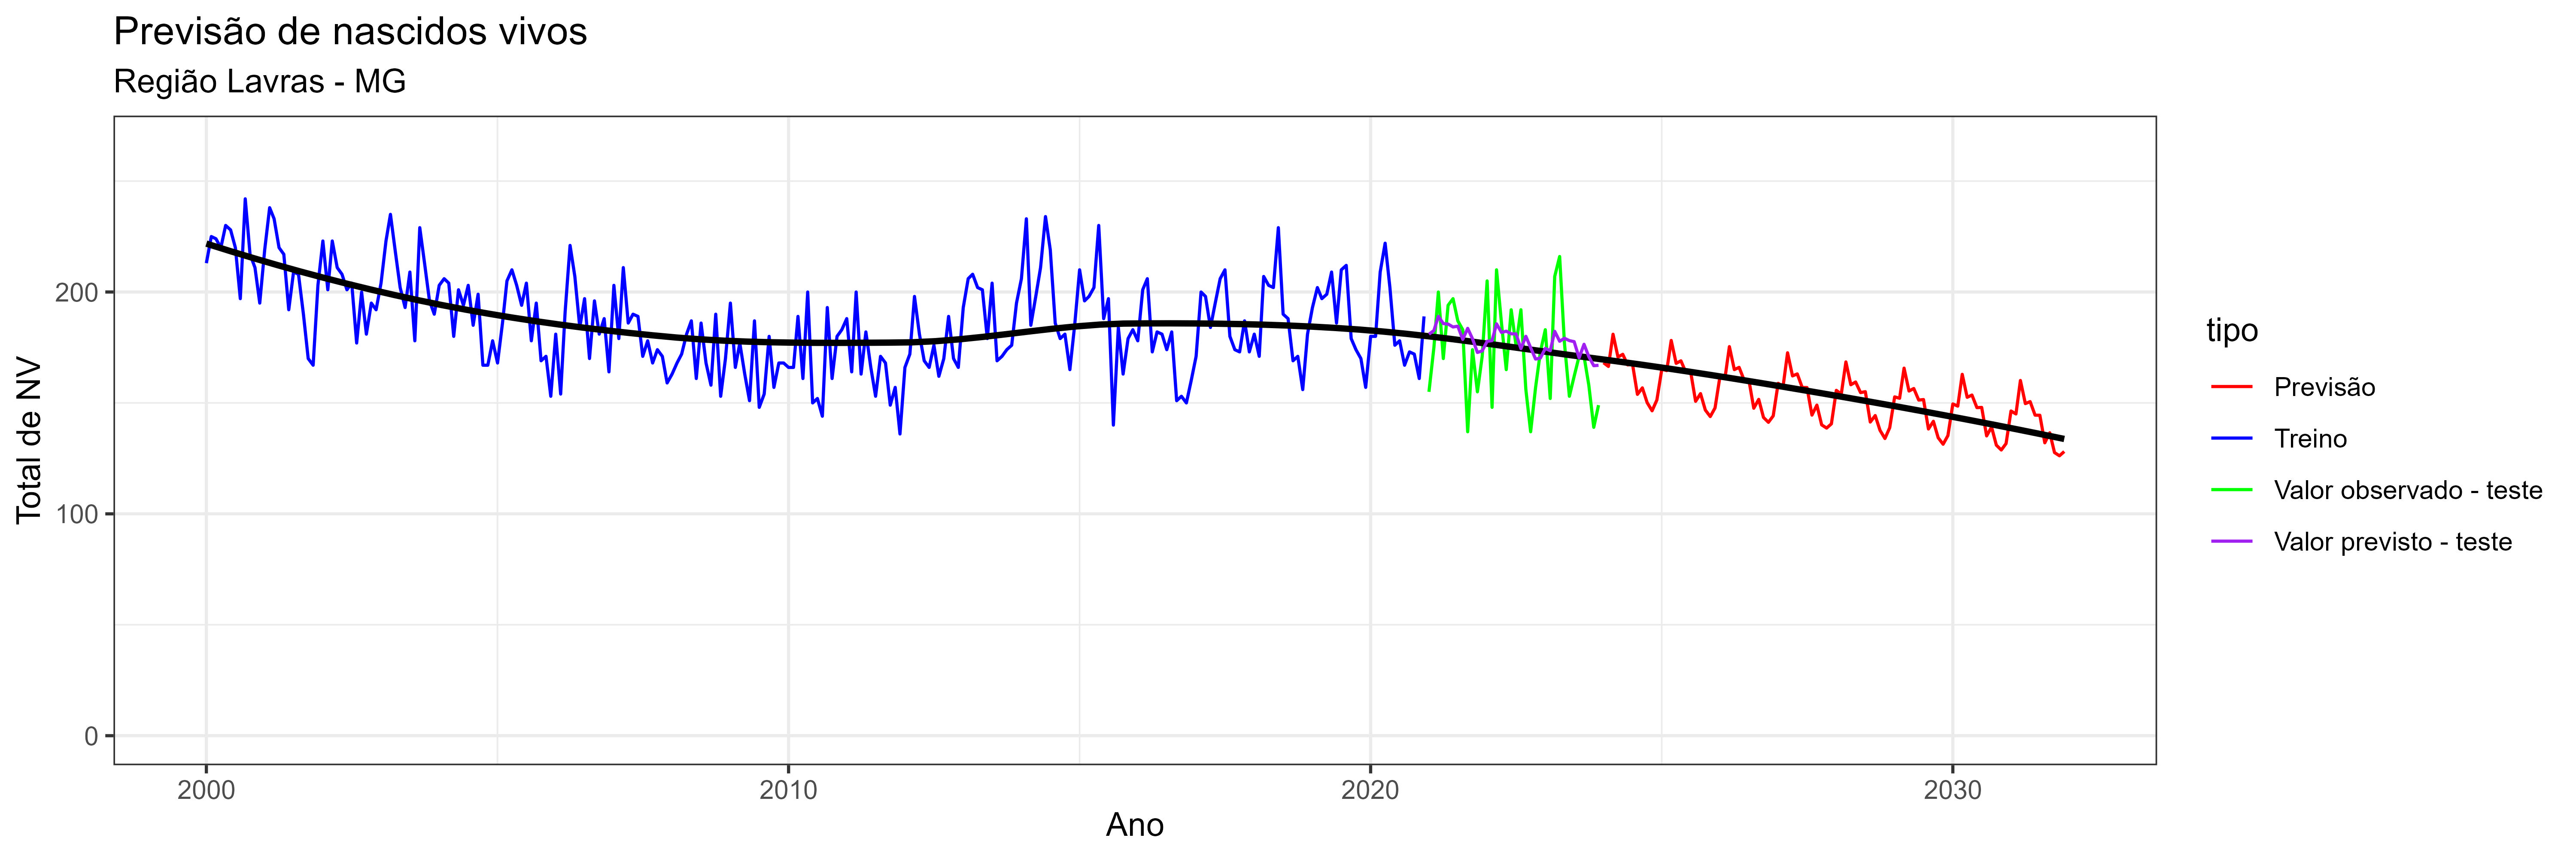 Previsão de nascidos vivos
Região Lavras - MG
Total de NV
200
100
0
2000
2010
2020
2030
Ano
tipo
Previsão
Treino
Valor observado - teste
Valor previsto - teste